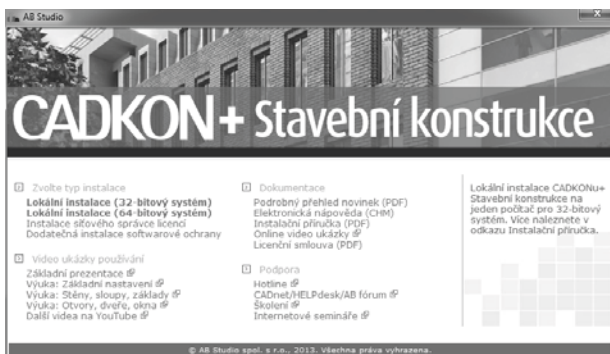 AB Studio
CADKON+ Stavební konstrukce
Zvolte typ instalace
Lokální instalace (32-bitový systém)
Lokální instalace (64-bitový systém)
Instalace síťového správce licencí
Dodatečná instalace softwarové ochrany
Video ukázky používání
Základní prezentace
Výuka: Základní nastavení
Výuka: Stěny, sloupy, základy
Výuka: Otvory, dveře, okna
Další videa na YouTube
Dokumentace
Podrobný přehled novinek (PDF)
Elektronická nápověda (CHM)
Instalační příručka (PDF)
Online video ukázky
Licenční smlouva (PDF)
Podpora
Hotline
CADnet/HELPdesk/AB fórum
Školení
Internetové semináře
Lokální instalace CADKONu+
Stavební konstrukce na
jeden počítač pro 32-bitový
systém. Více naleznete v
odkazu Instalační příručka.
© AB Studio spol. s r.o., 2013. Všechna práva vyhrazena.